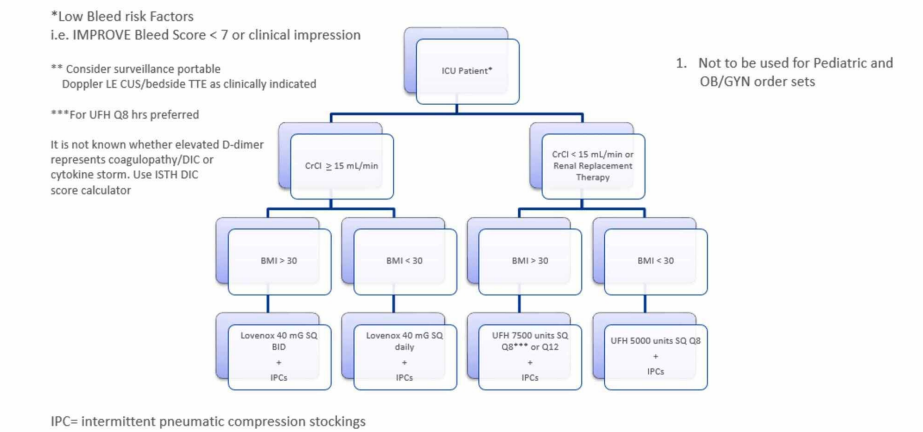 *Low Bleed risk Factors
i.e. IMPROVE Bleed Score < 7 or clinical impression
** Consider surveillance portable
Doppler LE CUS/bedside TTE as clinically indicated
***For UFH Q8 hrs preferred
It is not known whether elevated D-dimer
represents coagulopathy/DIC or
cytokine storm. Use ISTH DIC
score calculator
1. Not to be used for Pediatric and
OB/GYN order sets
ICU Patient*
CrCl ≥ 15 mL/min
CrCl < 15 mL/min or
Renal Replacement
Therapy
BMI > 30
BMI < 30
BMI > 30
BMI < 30
Lovenox 40 mG SQ
BID
+
IPCs
Lovenox 40 mG SQ
daily
+
IPCs
UFH 7500 units SQ
Q8*** or Q12
+
IPCs
UFH 5000 units SQ Q8
+
IPCs
IPC= intermittent pneumatic compression stockings